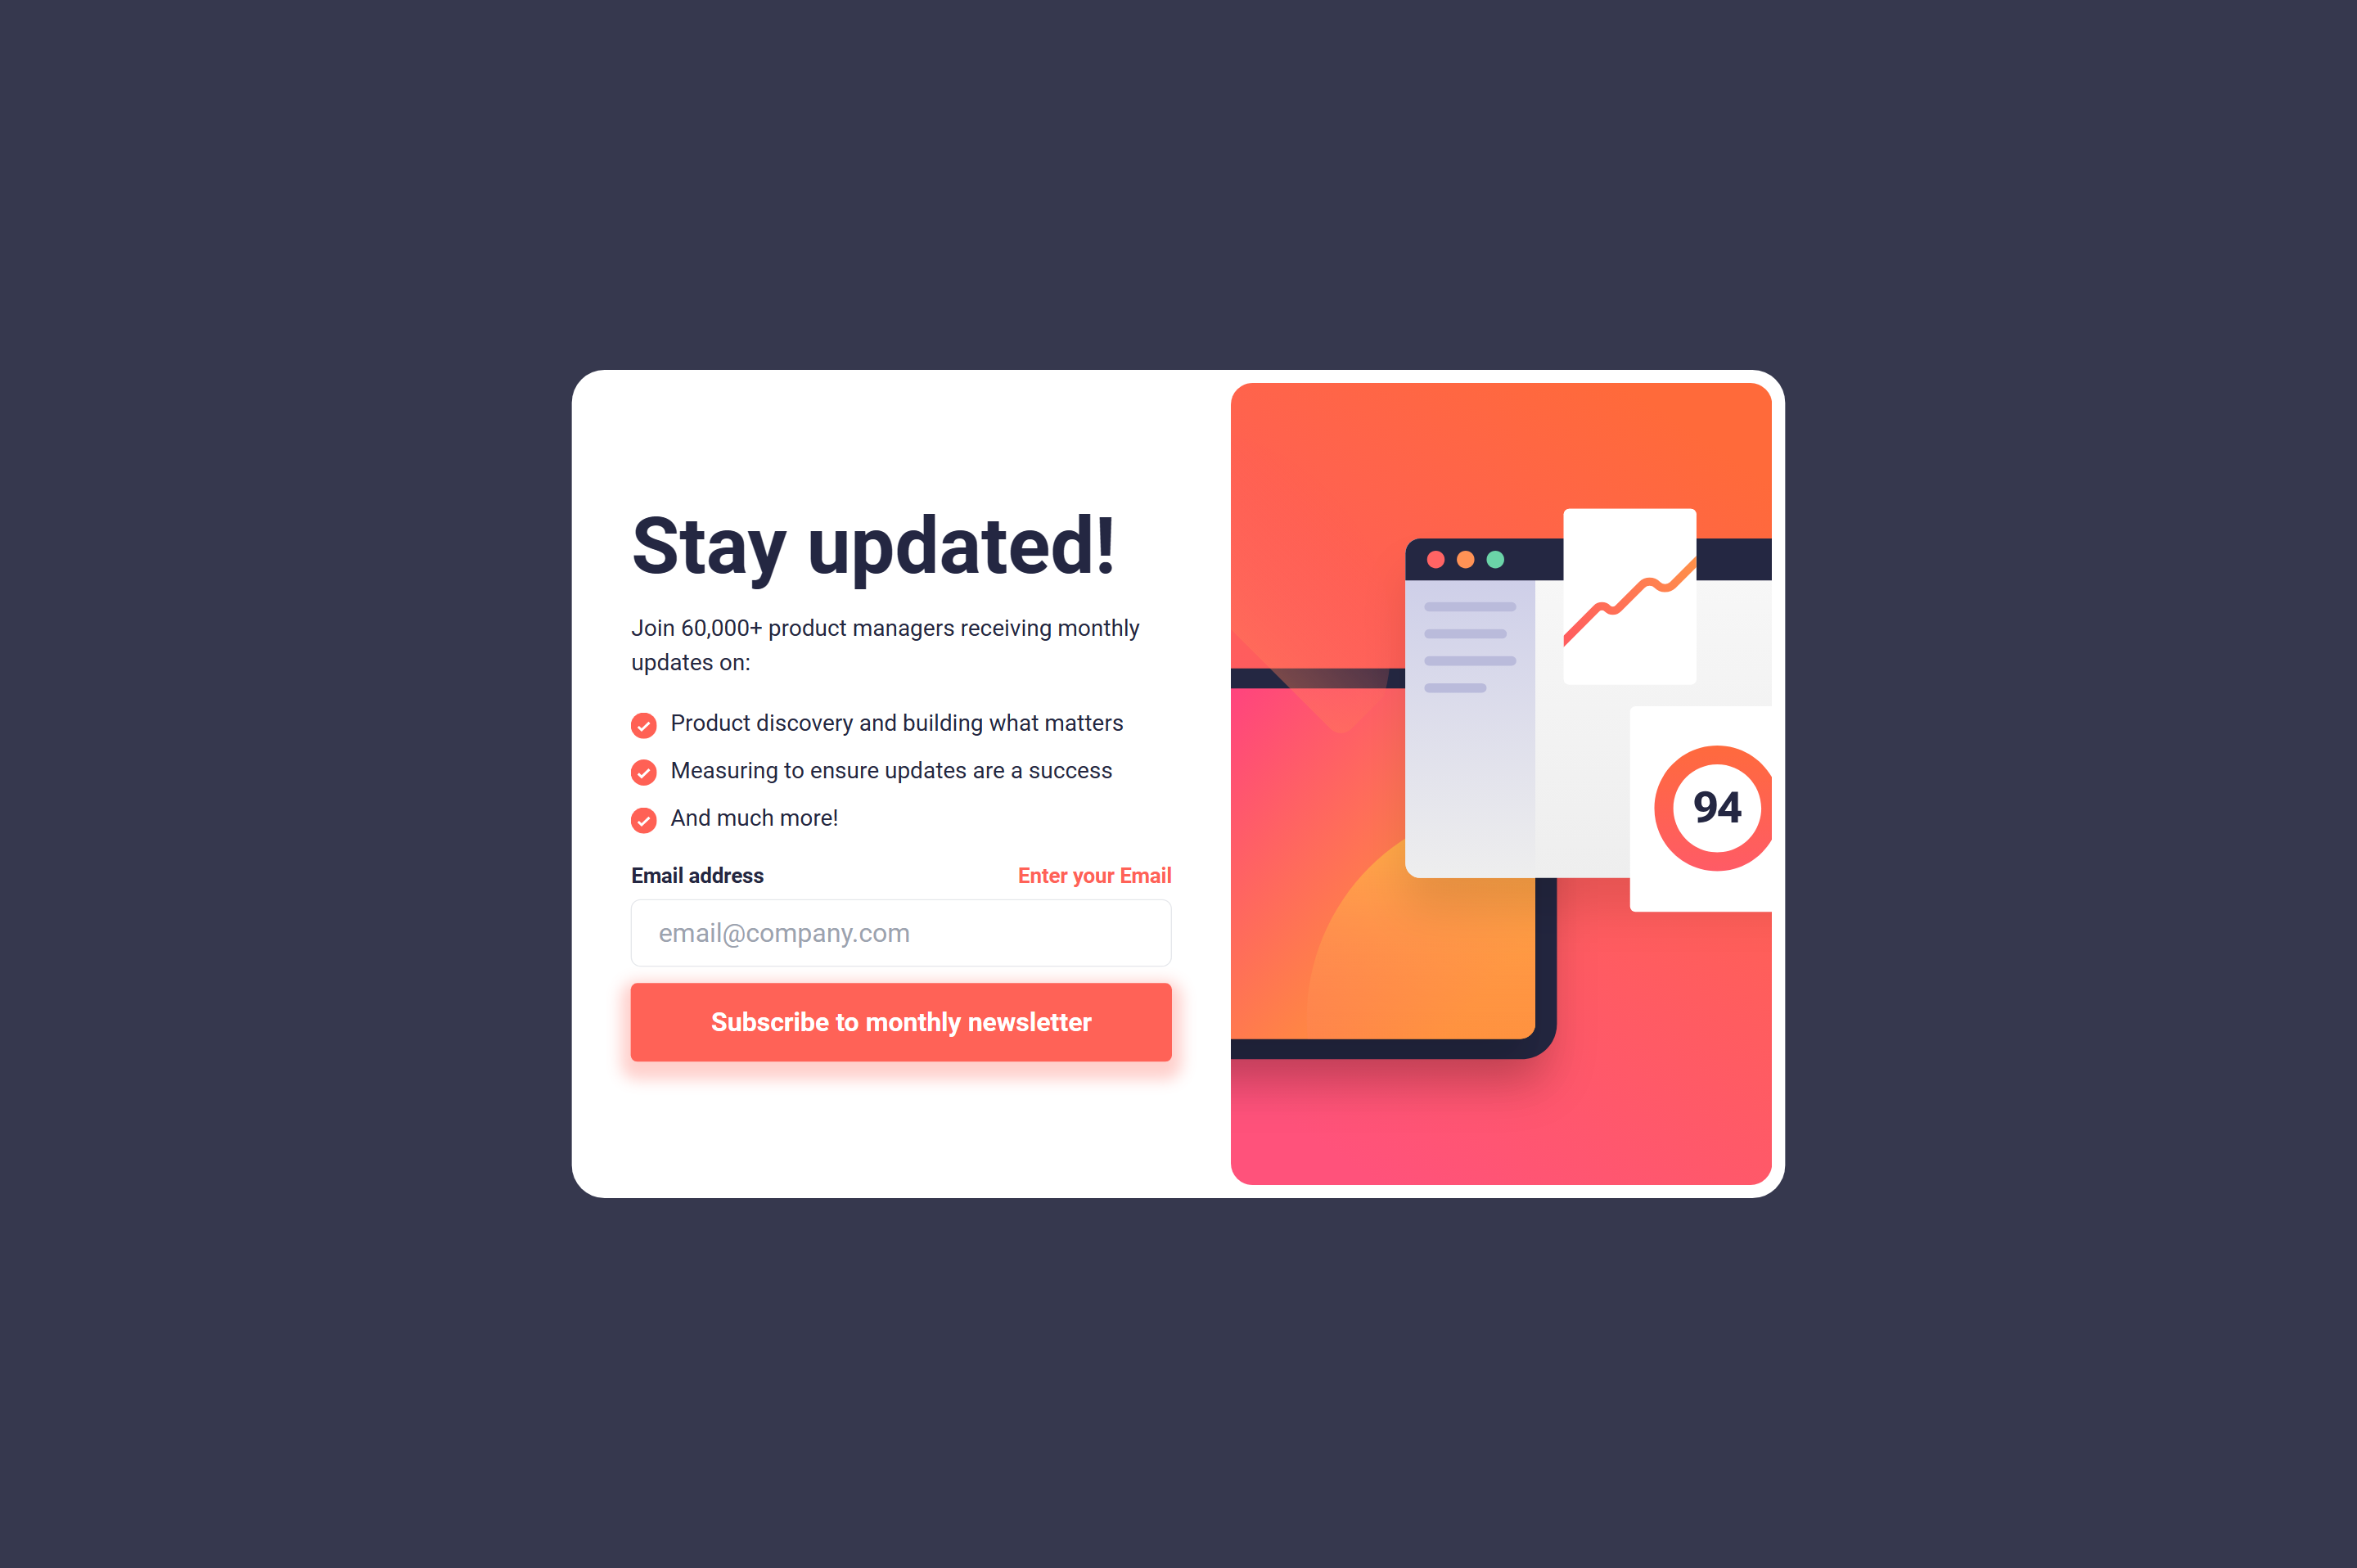 Stay updated!
Join 60,000+ product managers receiving monthly
updates on:
Product discovery and building what matters
Measuring to ensure updates are a success
And much more!
Email address
Enter your Email
email@company.com
Subscribe to monthly newsletter
94